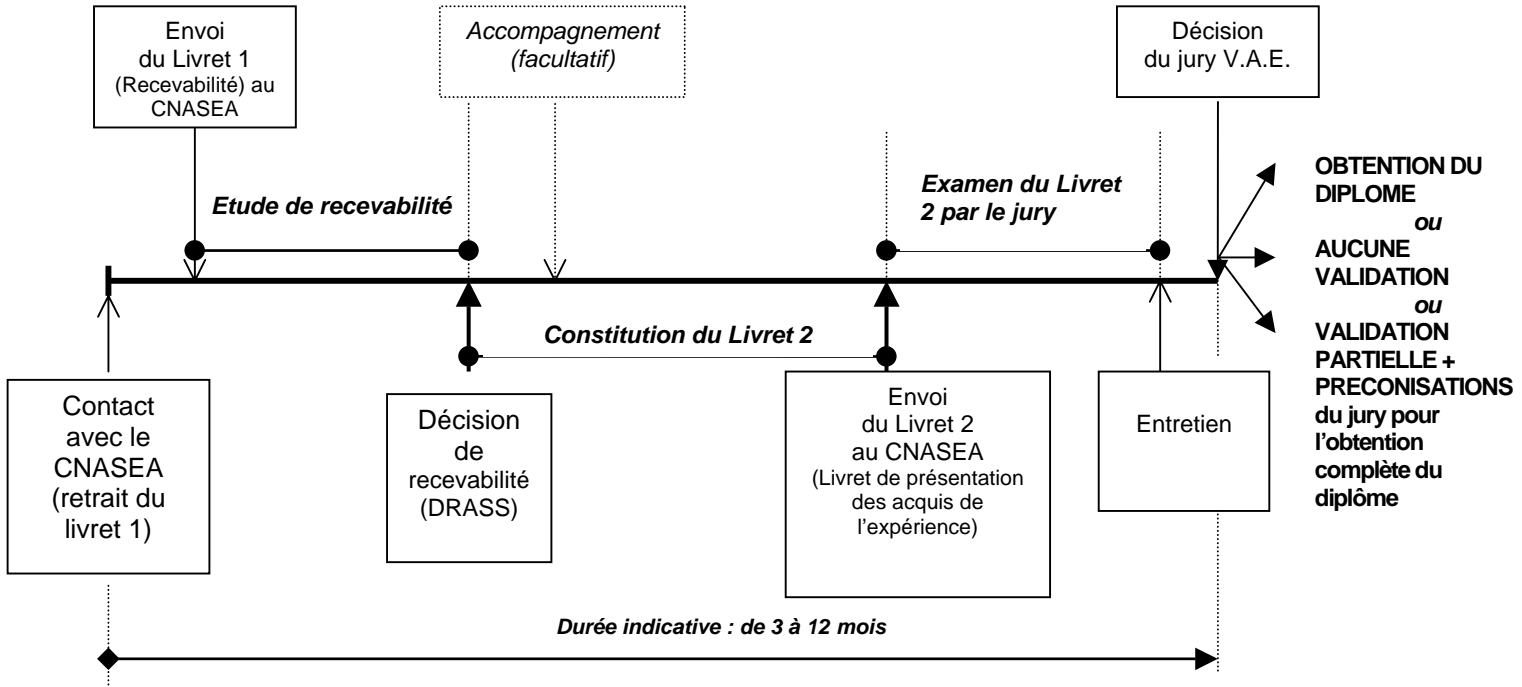 Envoi
du Livret 1
(Recevabilité) au
CNASEA
Accompagnement
(facultatif)
Décision
du jury V.A.E.
Etude de recevabilité
Examen du Livret
2 par le jury
OBTENTION DU
DIPLOME
ou
AUCUNE
VALIDATION
ou
VALIDATION
PARTIELLE +
PRECONISATIONS
du jury pour
l’obtention
complète du
diplôme
Constitution du Livret 2
Contact
avec le
CNASEA
(retrait du
livret 1)
Décision
de
recevabilité
(DRASS)
Envoi
du Livret 2
au CNASEA
(Livret de présentation
des acquis de
l’expérience)
Entretien
Durée indicative : de 3 à 12 mois